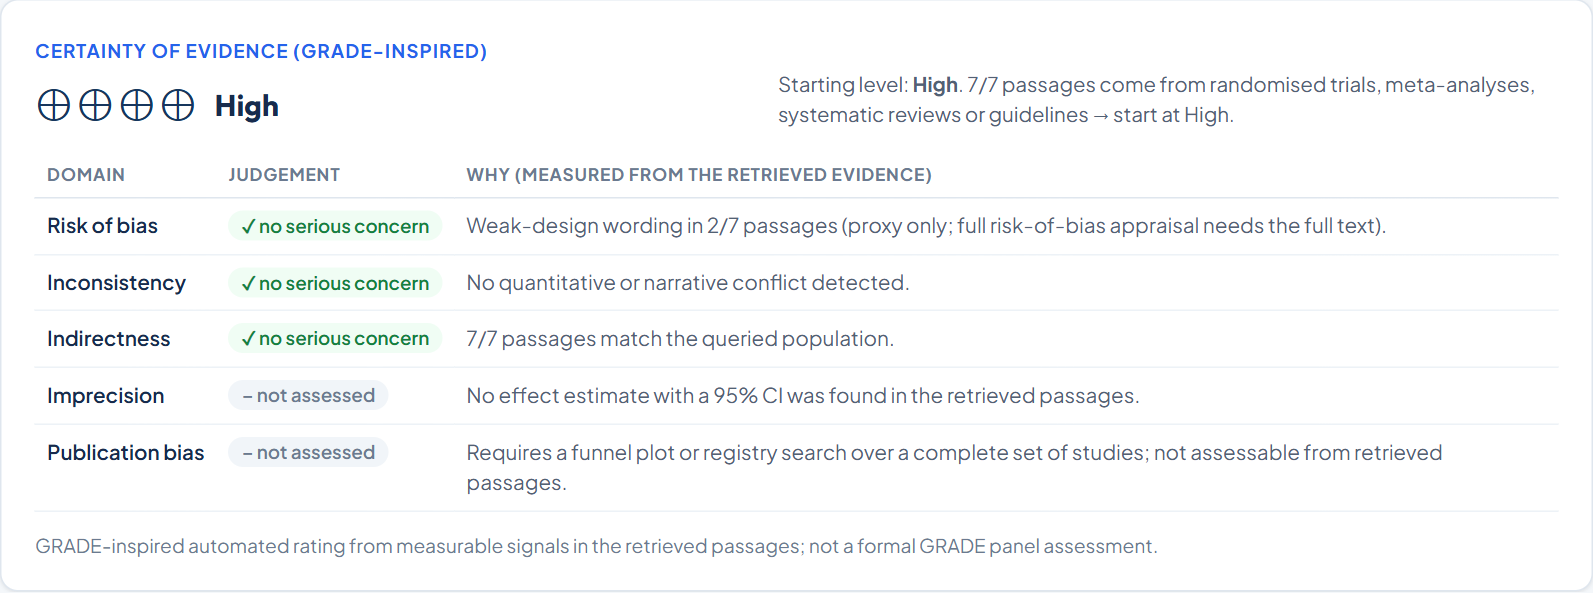 CERTAINTY OF EVIDENCE (GRADE-INSPIRED)
High
Starting level: High. 7/7 passages come from randomised trials, meta-analyses,
systematic reviews or guidelines → start at High.
DOMAIN JUDGEMENT WHY (MEASURED FROM THE RETRIEVED EVIDENCE)
Risk of bias ✓ no serious concern Weak-design wording in 2/7 passages (proxy only; full risk-of-bias appraisal needs the full text).
Inconsistency ✓ no serious concern No quantitative or narrative conflict detected.
Indirectness ✓ no serious concern 7/7 passages match the queried population.
Imprecision – not assessed No effect estimate with a 95% CI was found in the retrieved passages.
Publication bias – not assessed Requires a funnel plot or registry search over a complete set of studies; not assessable from retrieved
passages.
GRADE-inspired automated rating from measurable signals in the retrieved passages; not a formal GRADE panel assessment.